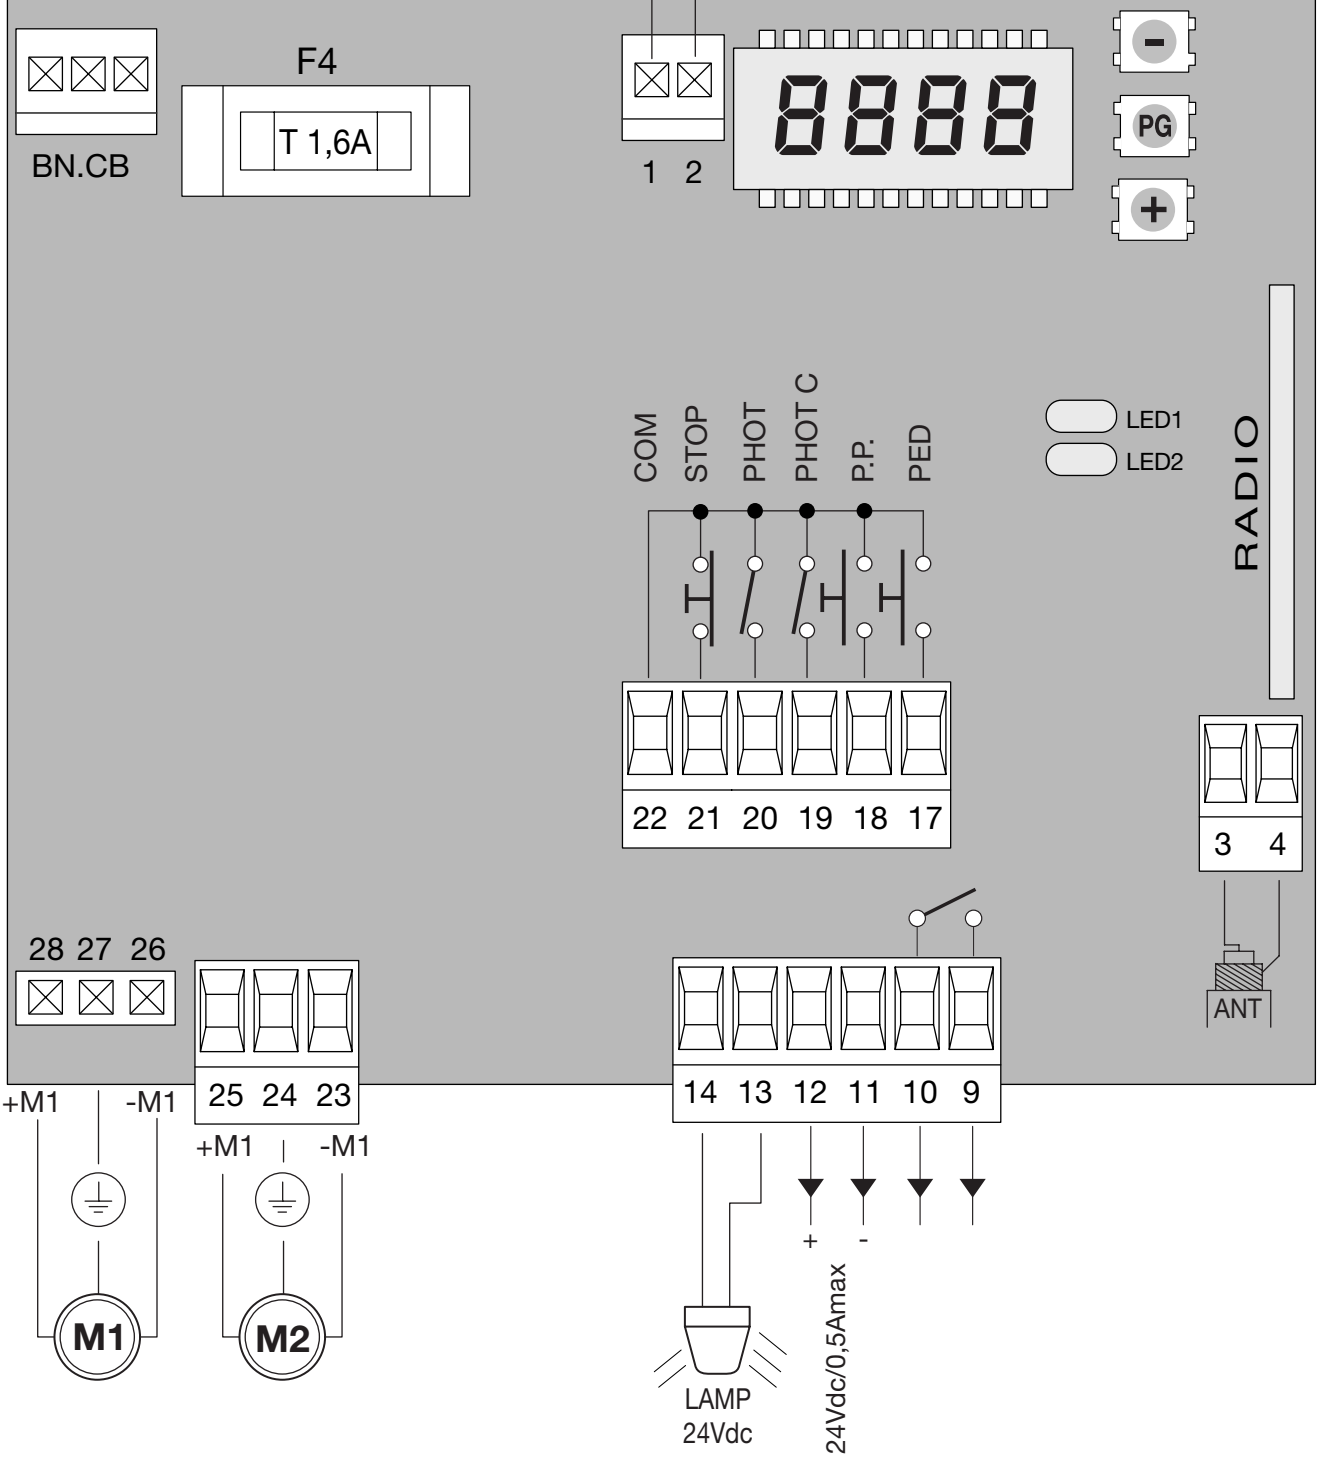 -
F4
8888
T 1,6A
PG
BN.CB
1 2
+
COM
STOP
PHOT
PHOT C
P.P.
PED
LED1
LED2
RADIO
22 21 20 19 18 17
3 4
28 27 26
ANT
25 24 23
14 13 12 11 10 9
+M1
-M1
+M1
-M1
+ -
24Vdc/0,5Amax
M1
M2
LAMP
24Vdc